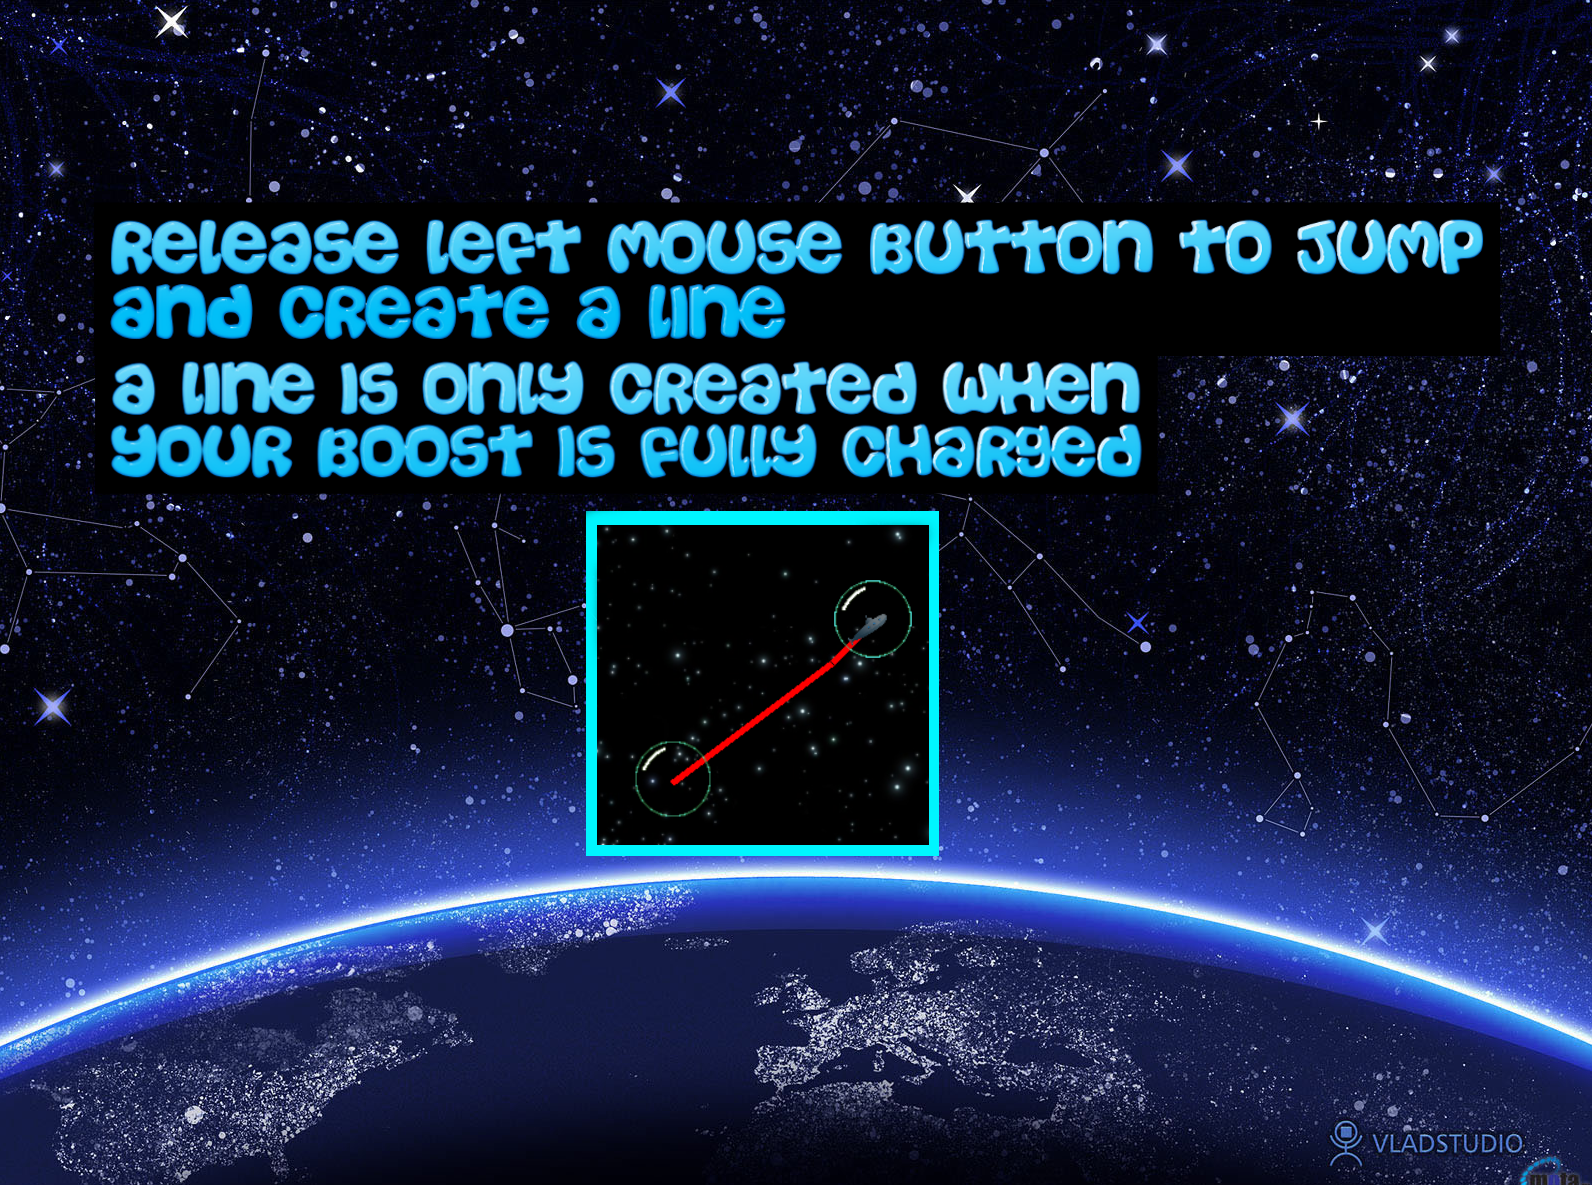 Release left mouse button to jump
and create a line
a line is only created when
your boost is fully charged
VLADSTUDIO